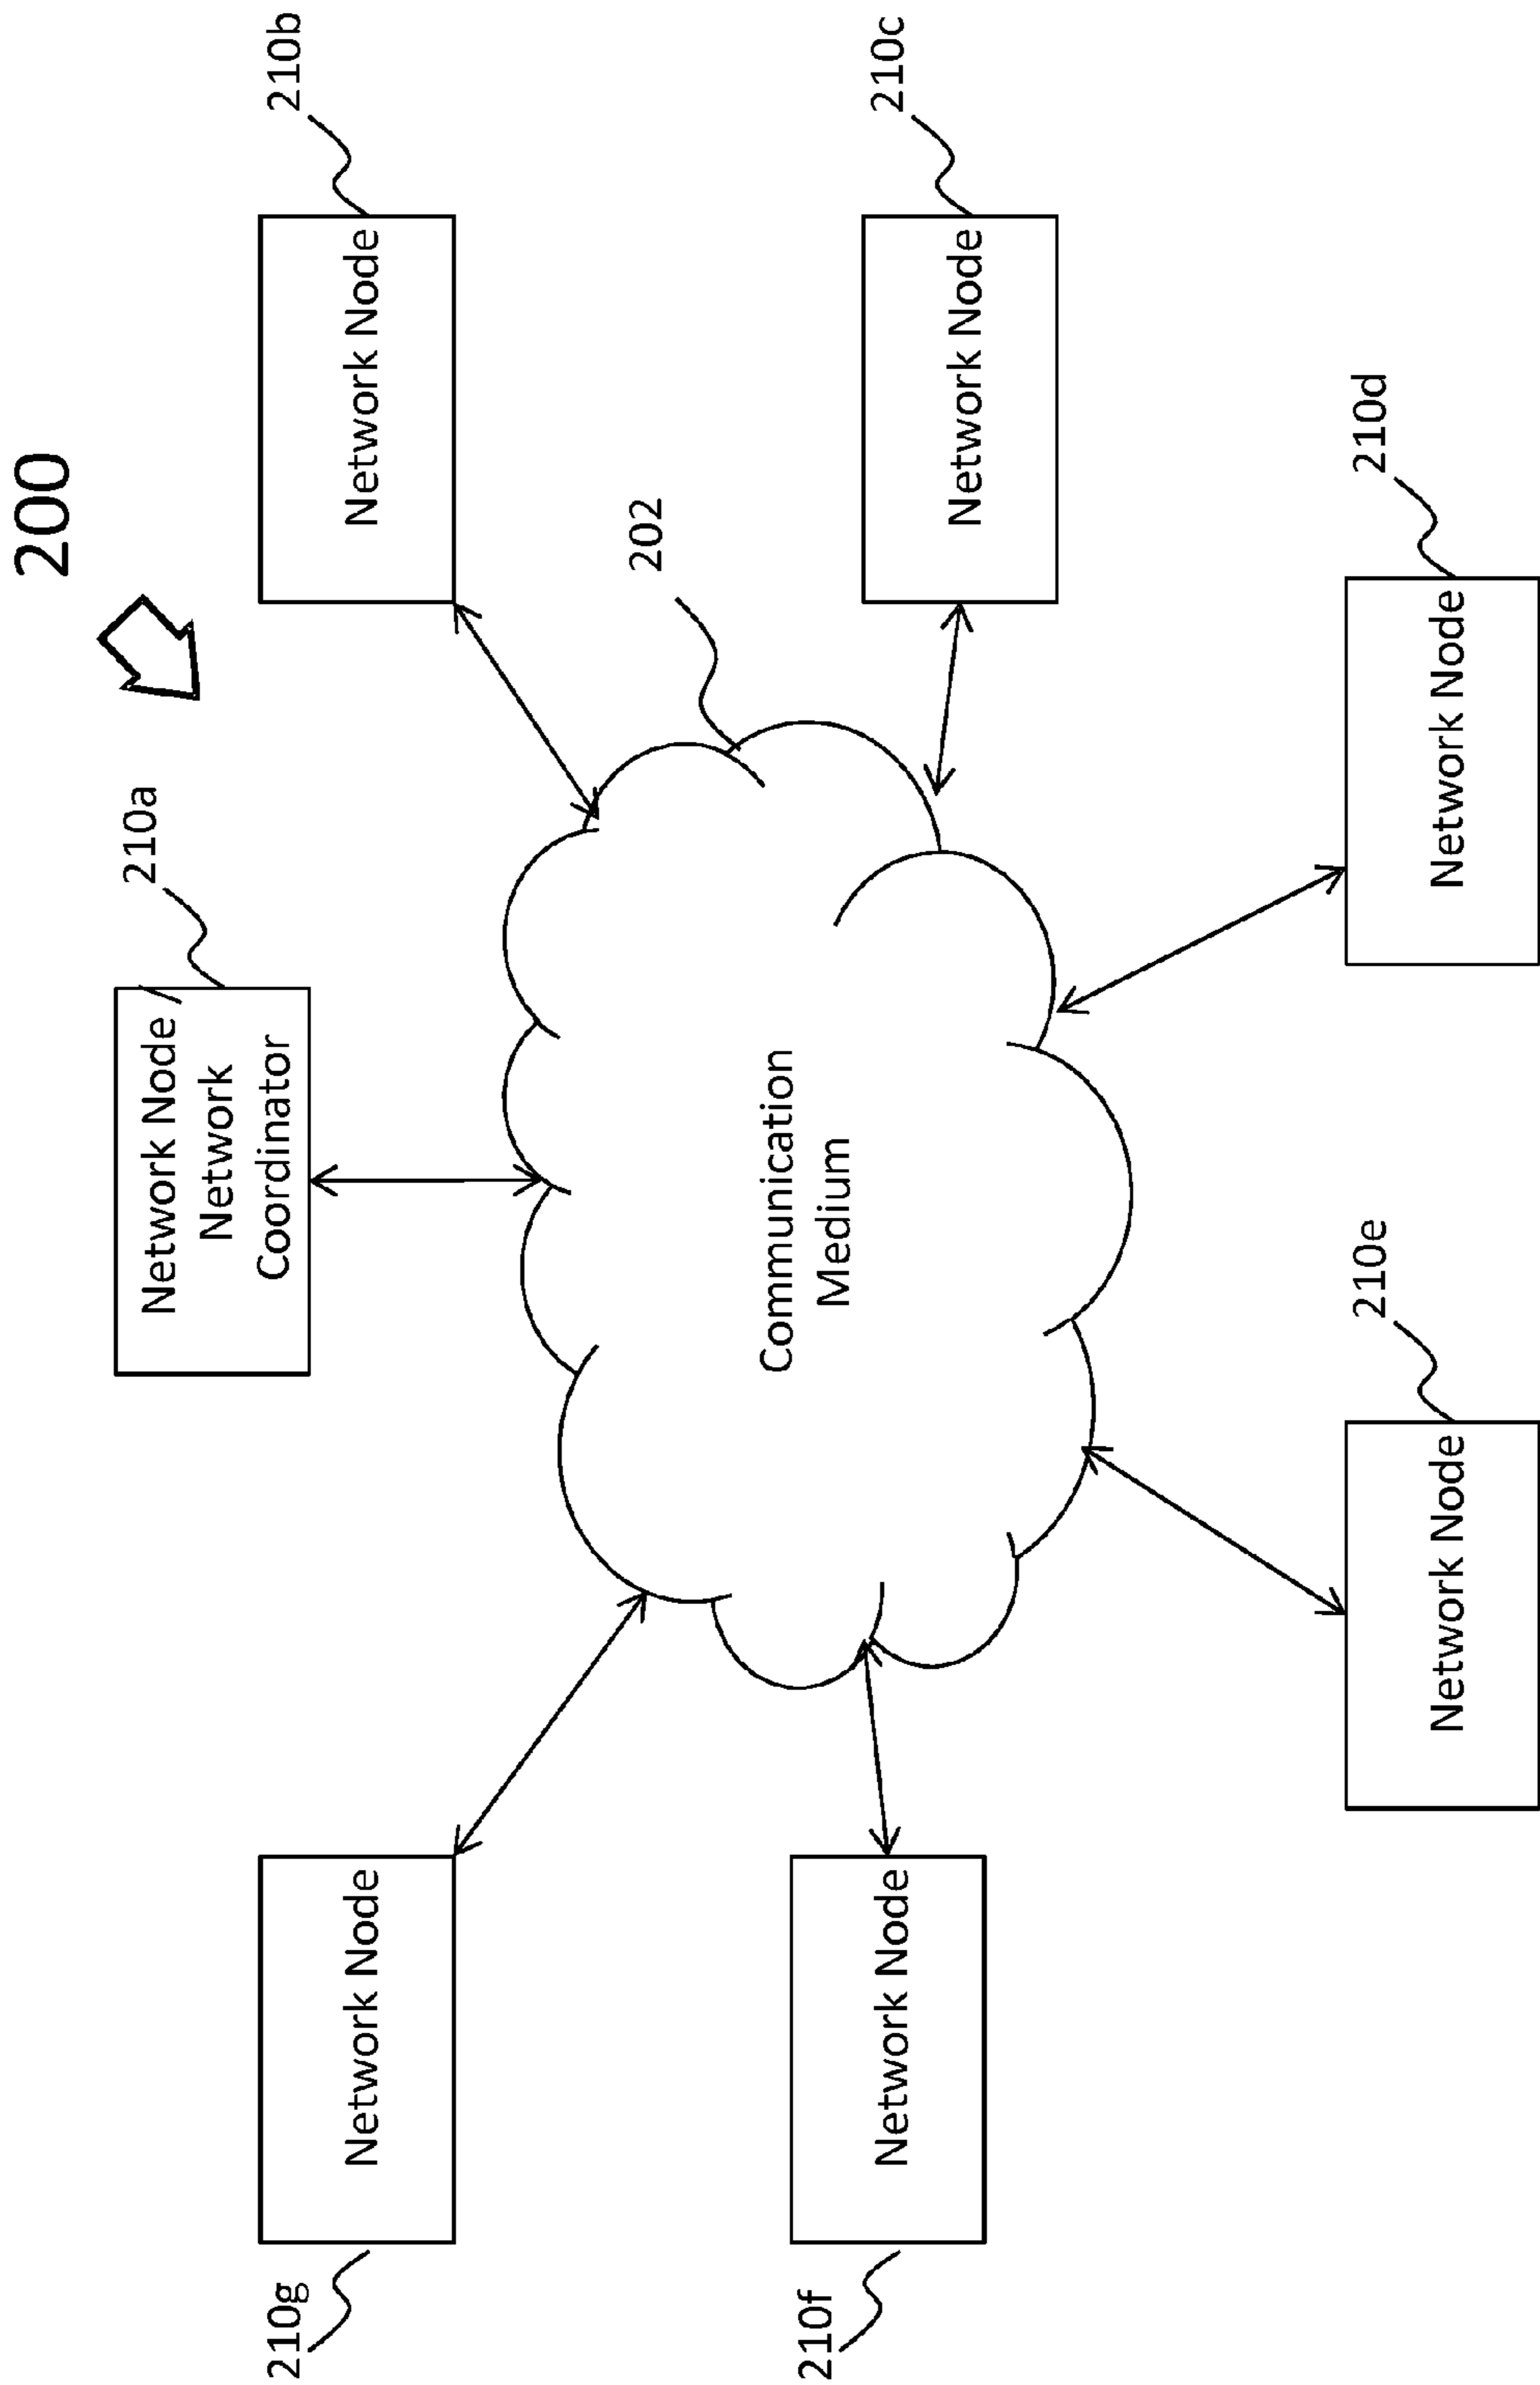 200
210a
Network Node /
Network
Coordinator
210b
Network Node
210g
Network Node
202
Communication
Medium
210c
Network Node
210f
Network Node
210d
Network Node
210e
Network Node